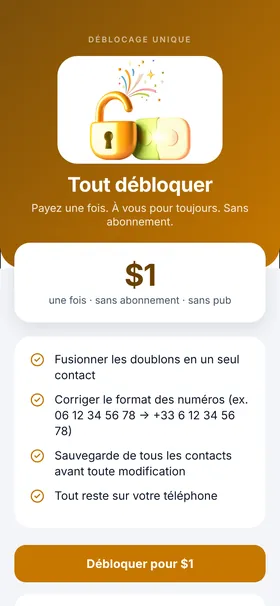 DÉBLOCAGE UNIQUE
Tout débloquer
Payez une fois. À vous pour toujours. Sans
abonnement.
$1
une fois · sans abonnement · sans pub
Fusionner les doublons en un seul
contact
Corriger le format des numéros (ex.
06 12 34 56 78 → +33 6 12 34 56
78)
Sauvegarde de tous les contacts
avant toute modification
Tout reste sur votre téléphone
Débloquer pour $1